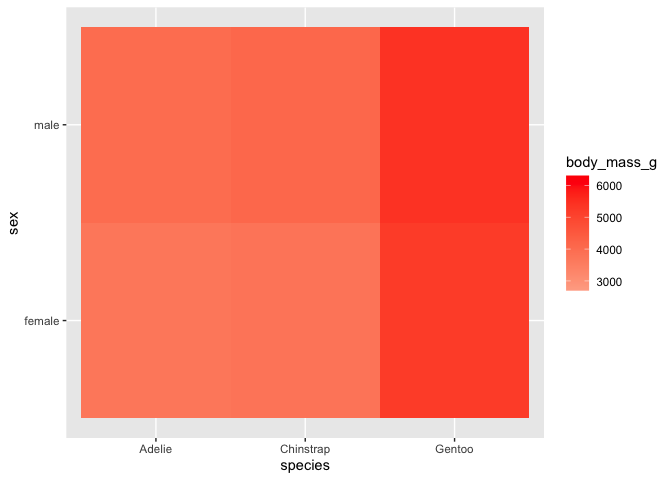 male
female
sex
Adelie Chinstrap Gentoo
species
body_mass_g
6000
5000
4000
3000